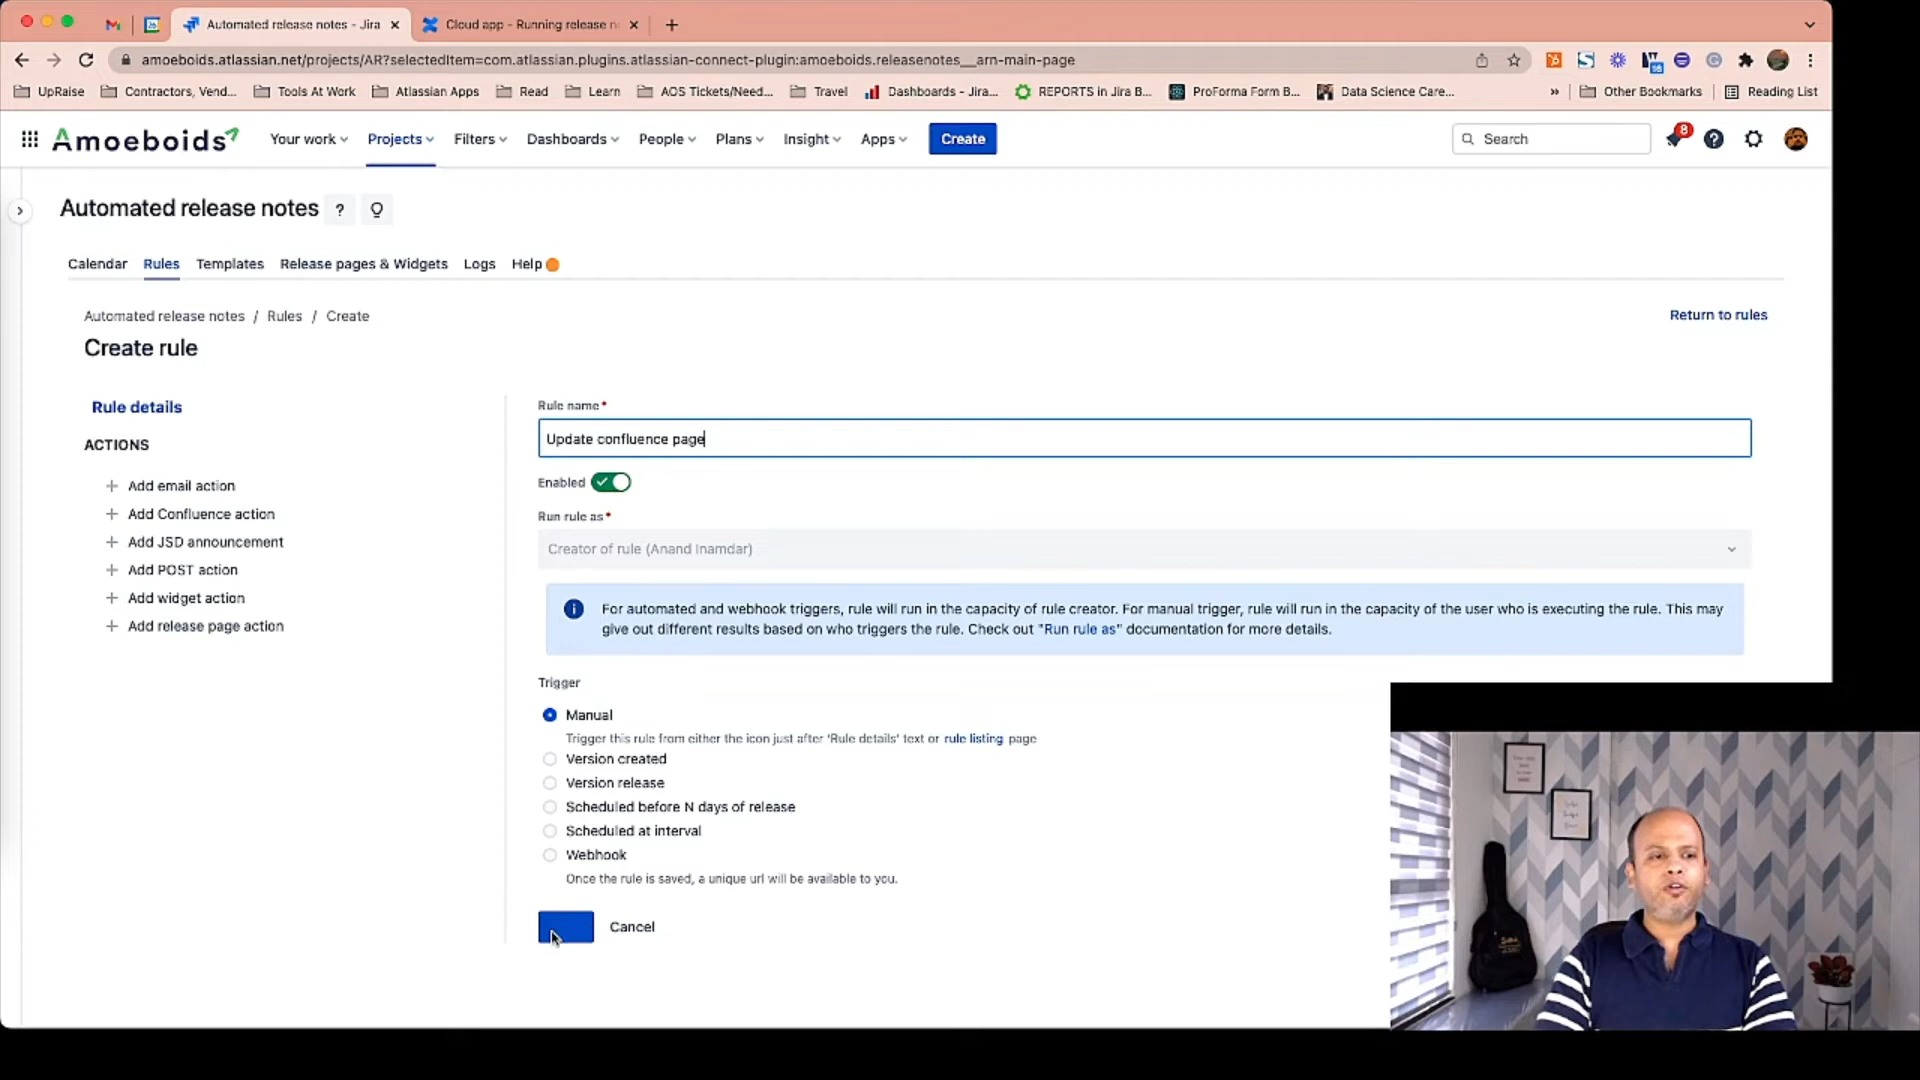 Automated release notes - Jira
Cloud app - Running release n
amoeboids.atlassian.net/projects/AR?selectedItem=com.atlassian.plugins.atlassian-connect-plugin:amoeboids.releasenotes__arn-main-page
UpRaise
Contractors, Vend...
Tools At Work
Atlassian Apps
Read
Learn
AOS Tickets/Need...
Travel
Dashboards - Jira...
REPORTS in Jira B...
ProForma Form B...
Data Science Care...
»
Other Bookmarks
Reading List
Amoeboids
Your work
Projects
Filters
Dashboards
People
Plans
Insight
Apps
Create
Search
8
Automated release notes ?
Calendar
Rules
Templates
Release pages & Widgets
Logs
Help
Automated release notes / Rules / Create
Return to rules
Create rule
Rule details
ACTIONS
+ Add email action
+ Add Confluence action
+ Add JSD announcement
+ Add POST action
+ Add widget action
+ Add release page action
Rule name*
Update confluence page
Enabled
Run rule as*
Creator of rule (Anand Inamdar)
For automated and webhook triggers, rule will run in the capacity of rule creator. For manual trigger, rule will run in the capacity of the user who is executing the rule. This may
give out different results based on who triggers the rule. Check out "Run rule as" documentation for more details.
Trigger
Manual
Trigger this rule from either the icon just after 'Rule details' text or rule listing page
Version created
Version release
Scheduled before N days of release
Scheduled at interval
Webhook
Once the rule is saved, a unique url will be available to you.
Cancel